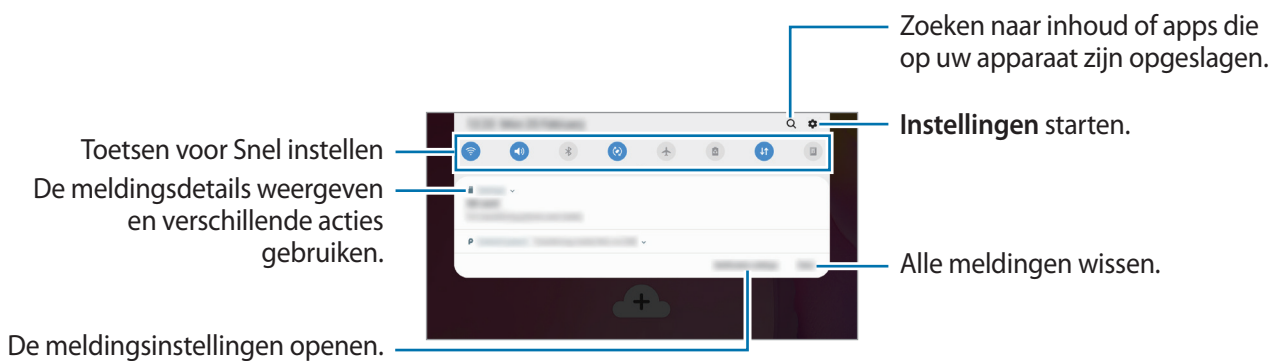 Zoeken naar inhoud of apps die
op uw apparaat zijn opgeslagen.
Instellingen starten.
Toetsen voor Snel instellen
De meldingsdetails weergeven
en verschillende acties
gebruiken.
Alle meldingen wissen.
De meldingsinstellingen openen.